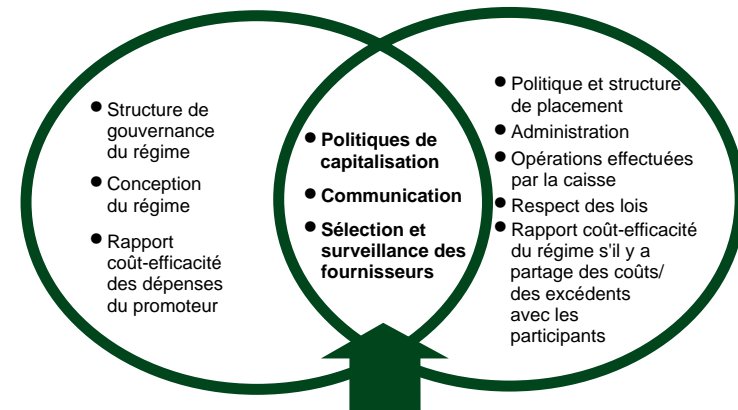 ● Structure de
gouvernance
du régime
● Conception
du régime
● Rapport
coût-efficacité
des dépenses
du promoteur
● Politiques de
capitalisation
● Communication
● Sélection et
surveillance des
fournisseurs
● Politique et structure
de placement
● Administration
● Opérations effectuées
par la caisse
● Respect des lois
● Rapport coût-efficacité
du régime s'il y a
partage des coûts/
des excédents
avec les
participants